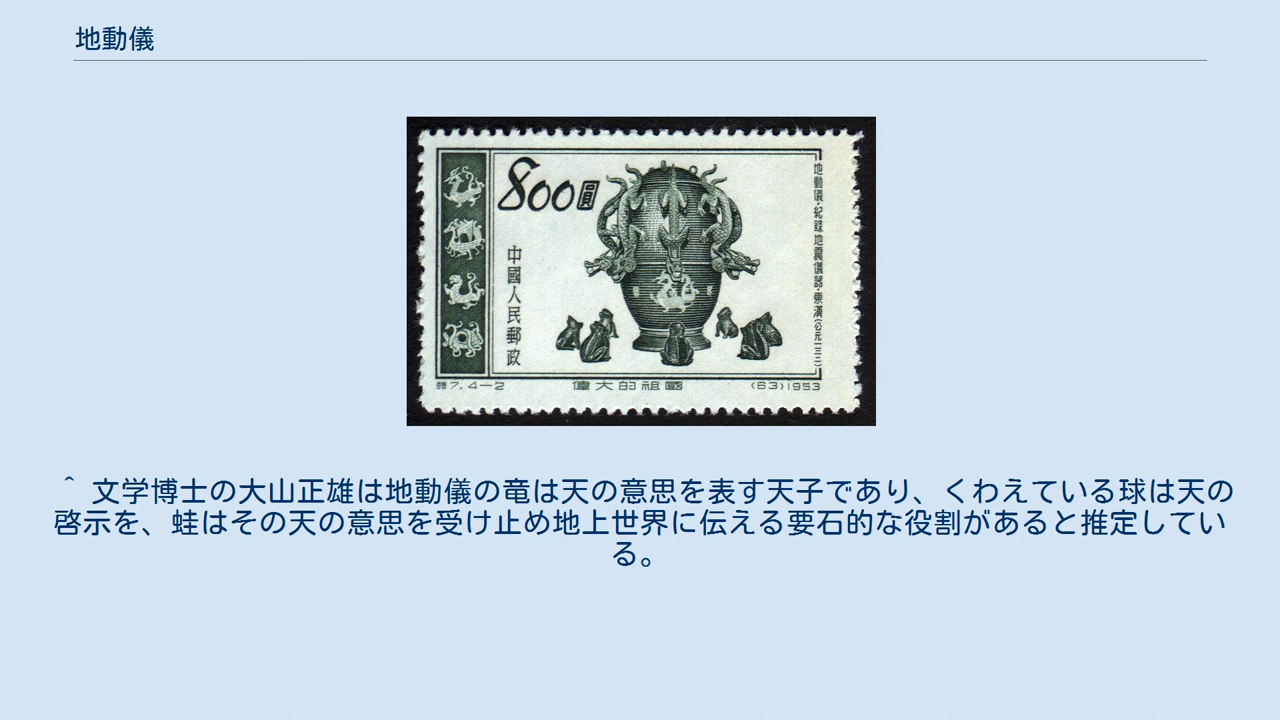 地動儀
800圓
中國人民郵政
地動儀·紀錄地震儀器·東漢(公元一三二)
特7.4—2
偉大的祖國
(63)1953
^ 文学博士の大山正雄は地動儀の竜は天の意思を表す天子であり、くわえている球は天の
啓示を、蛙はその天の意思を受け止め地上世界に伝える要石的な役割があると推定してい
る。